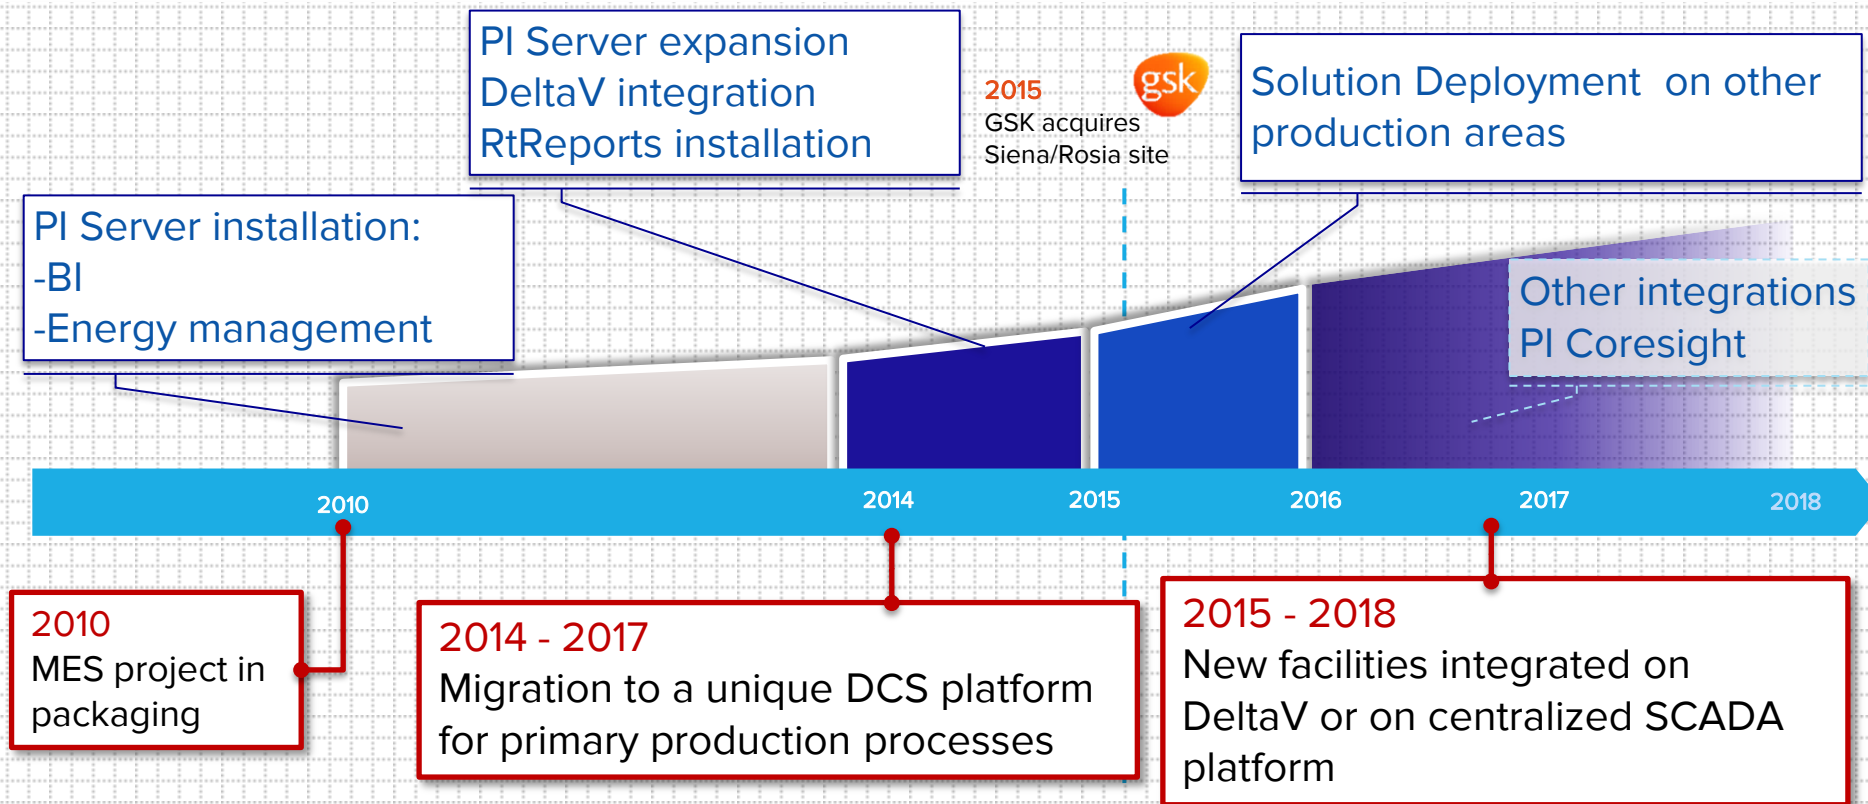 PI Server expansion
DeltaV integration
RtReports installation
2015
GSK acquires
Siena/Rosia site
gsk
Solution Deployment  on other
production areas
PI Server installation:
-BI
-Energy management
Other integrations
PI Coresight
2010
2014
2015
2016
2017
2018
2010
MES project in
packaging
2014 - 2017
Migration to a unique DCS platform
for primary production processes
2015 - 2018
New facilities integrated on
DeltaV or on centralized SCADA
platform